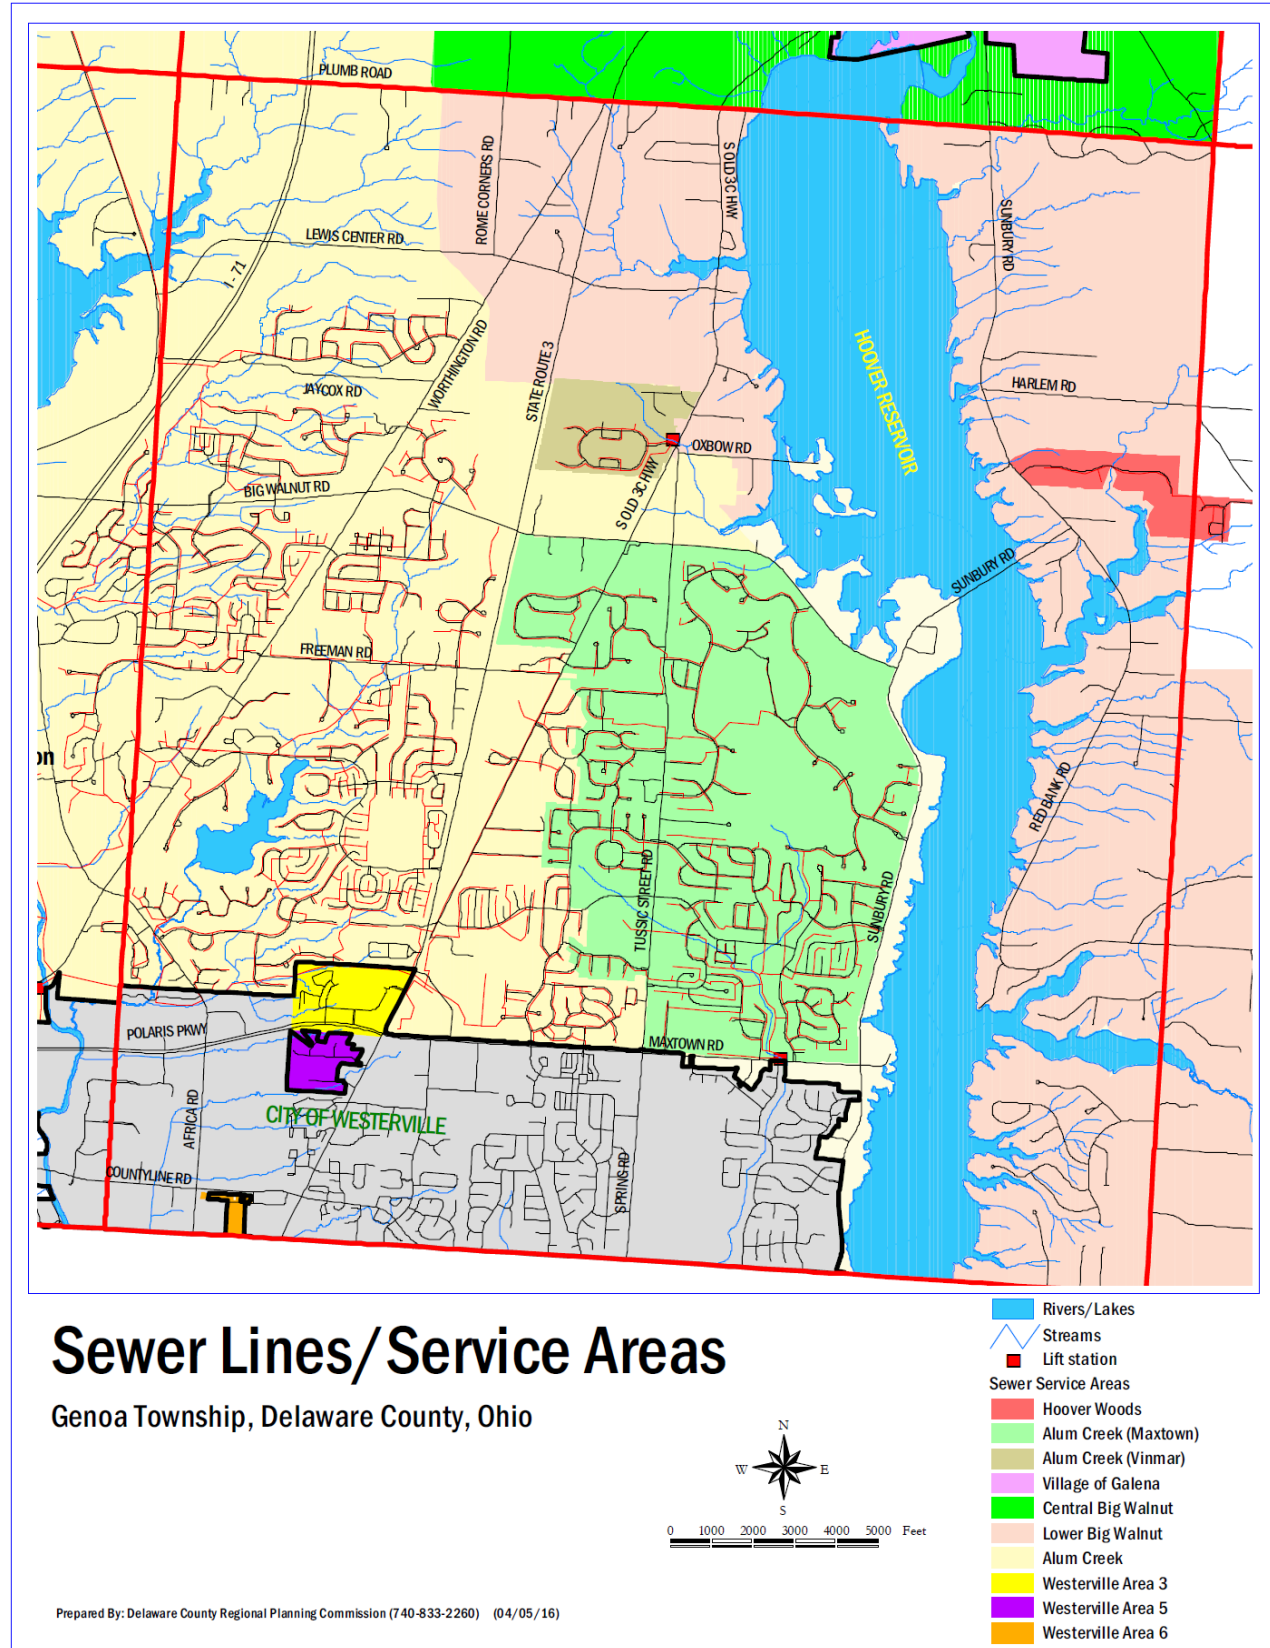 PLUMB ROAD
ROME CORNERS RD
S OLD 3C HWY
SUNBURY RD
LEWIS CENTER RD
I - 71
WORTHINGTON RD
STATE ROUTE 3
HOOVER RESERVOIR
JAYCOX RD
HARLEM RD
OXBOW RD
S OLD 3C HWY
BIG WALNUT RD
SUNBURY RD
FREEMAN RD
on
RED BANK RD
TUSSIC STREET RD
SUNBURY RD
POLARIS PKWY
MAXTOWN RD
AFRICA RD
CITY OF WESTERVILLE
COUNTYLINE RD
SPRING RD
Sewer Lines/Service Areas
Genoa Township, Delaware County, Ohio
N
W E
S
0 1000 2000 3000 4000 5000 Feet
Rivers/Lakes
Streams
Lift station
Sewer Service Areas
Hoover Woods
Alum Creek (Maxtown)
Alum Creek (Vinmar)
Village of Galena
Central Big Walnut
Lower Big Walnut
Alum Creek
Westerville Area 3
Westerville Area 5
Westerville Area 6
Prepared By: Delaware County Regional Planning Commission (740-833-2260) (04/05/16)